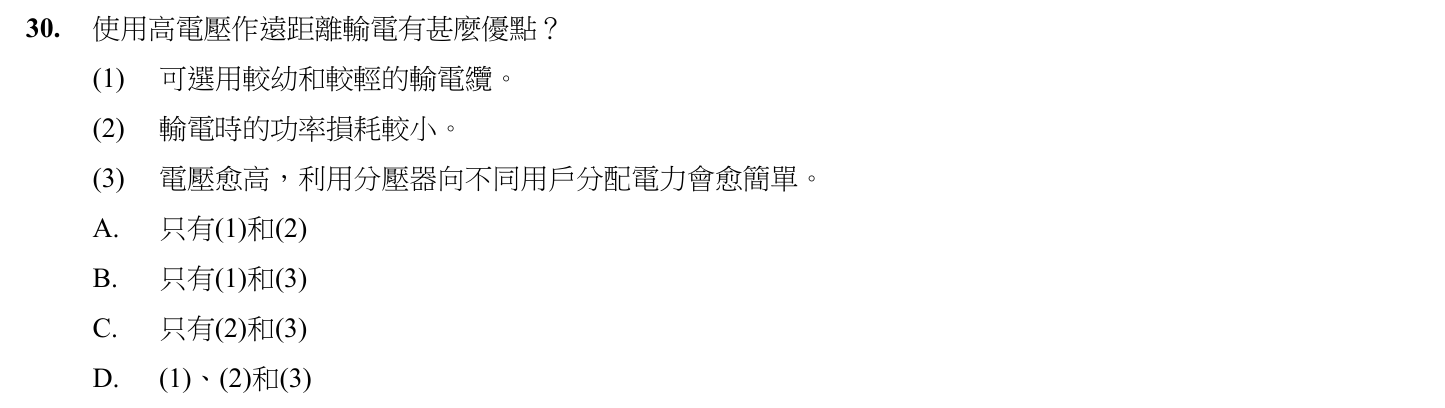 30. 使用高電壓作遠距離輸電有甚麼優點？
(1) 可選用較幼和較輕的輸電纜。
(2) 輸電時的功率損耗較小。
(3) 電壓愈高，利用分壓器向不同用戶分配電力會愈簡單。
A. 只有(1)和(2)
B. 只有(1)和(3)
C. 只有(2)和(3)
D. (1)、(2)和(3)